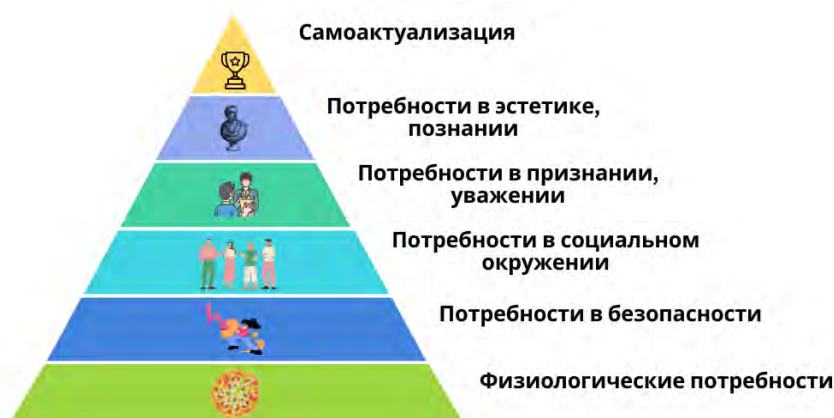 Самоактуализация
Потребности в эстетике,
познании
Потребности в признании,
уважении
Потребности в социальном
окружении
Потребности в безопасности
Физиологические потребности